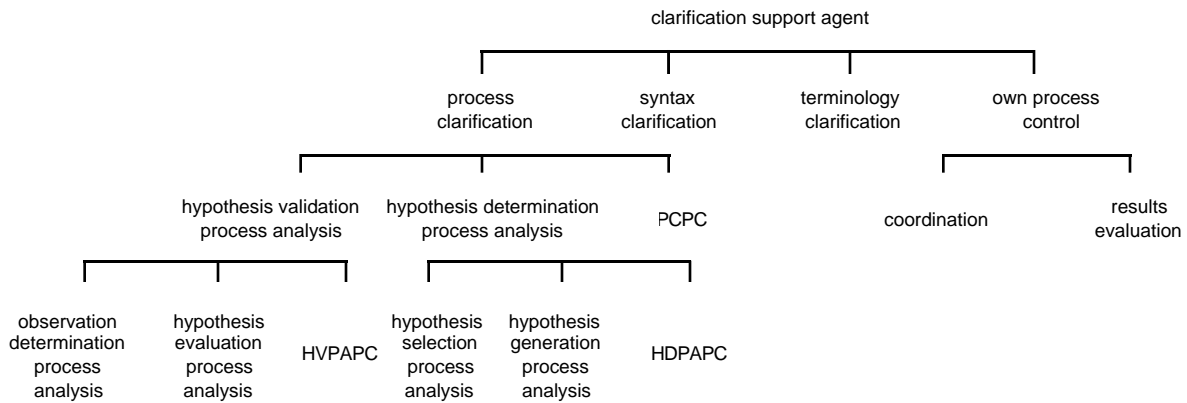 clarification support agent
process
clarification
syntax
clarification
terminology
clarification
own process
control
hypothesis validation
process analysis
hypothesis determination
process analysis
PCPC
coordination
results
evaluation
observation
determination
process
analysis
hypothesis
evaluation
process
analysis
HVPAPC
hypothesis
selection
process
analysis
hypothesis
generation
process
analysis
HDPAPC